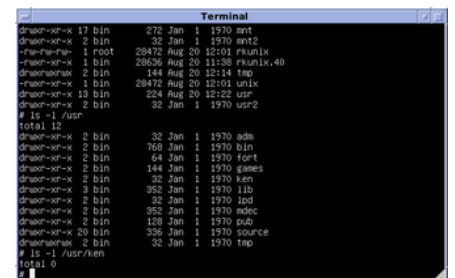 Terminal
drwxr-xr-x 17 bin 272 Jan 1 1970 mnt
drwxr-xr-x 2 bin 32 Jan 1 1970 mnt2
-rw-rw-rw- 1 root 28472 Aug 20 12:01 rkunix
-rwxr-xr-x 1 bin 28636 Aug 20 11:38 rkunix.40
drwxrwxrwx 2 bin 144 Aug 20 12:14 tmp
-rwxr-xr-x 1 bin 28472 Aug 20 12:01 unix
drwxr-xr-x 13 bin 224 Aug 20 12:22 usr
drwxr-xr-x 2 bin 32 Jan 1 1970 usr2
# ls -l /usr
total 12
drwxr-xr-x 2 bin 32 Jan 1 1970 adm
drwxr-xr-x 2 bin 768 Jan 1 1970 bin
drwxr-xr-x 2 bin 64 Jan 1 1970 fort
drwxr-xr-x 2 bin 144 Jan 1 1970 games
drwxr-xr-x 2 bin 32 Jan 1 1970 ken
drwxr-xr-x 3 bin 352 Jan 1 1970 lib
drwxr-xr-x 2 bin 32 Jan 1 1970 lpd
drwxr-xr-x 2 bin 352 Jan 1 1970 mdec
drwxr-xr-x 2 bin 128 Jan 1 1970 pub
drwxr-xr-x 20 bin 336 Jan 1 1970 source
drwxrwxrwx 2 bin 32 Jan 1 1970 tmp
# ls -l /usr/ken
total 0
#